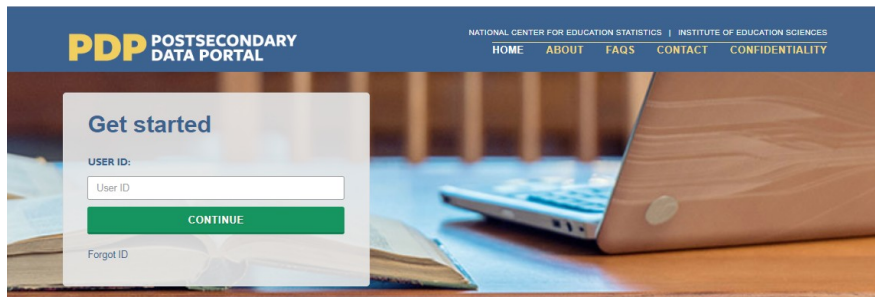 PDP POSTSECONDARY
DATA PORTAL
NATIONAL CENTER FOR EDUCATION STATISTICS | INSTITUTE OF EDUCATION SCIENCES
HOME ABOUT FAQS CONTACT CONFIDENTIALITY
Get started
USER ID:
User ID
CONTINUE
Forgot ID